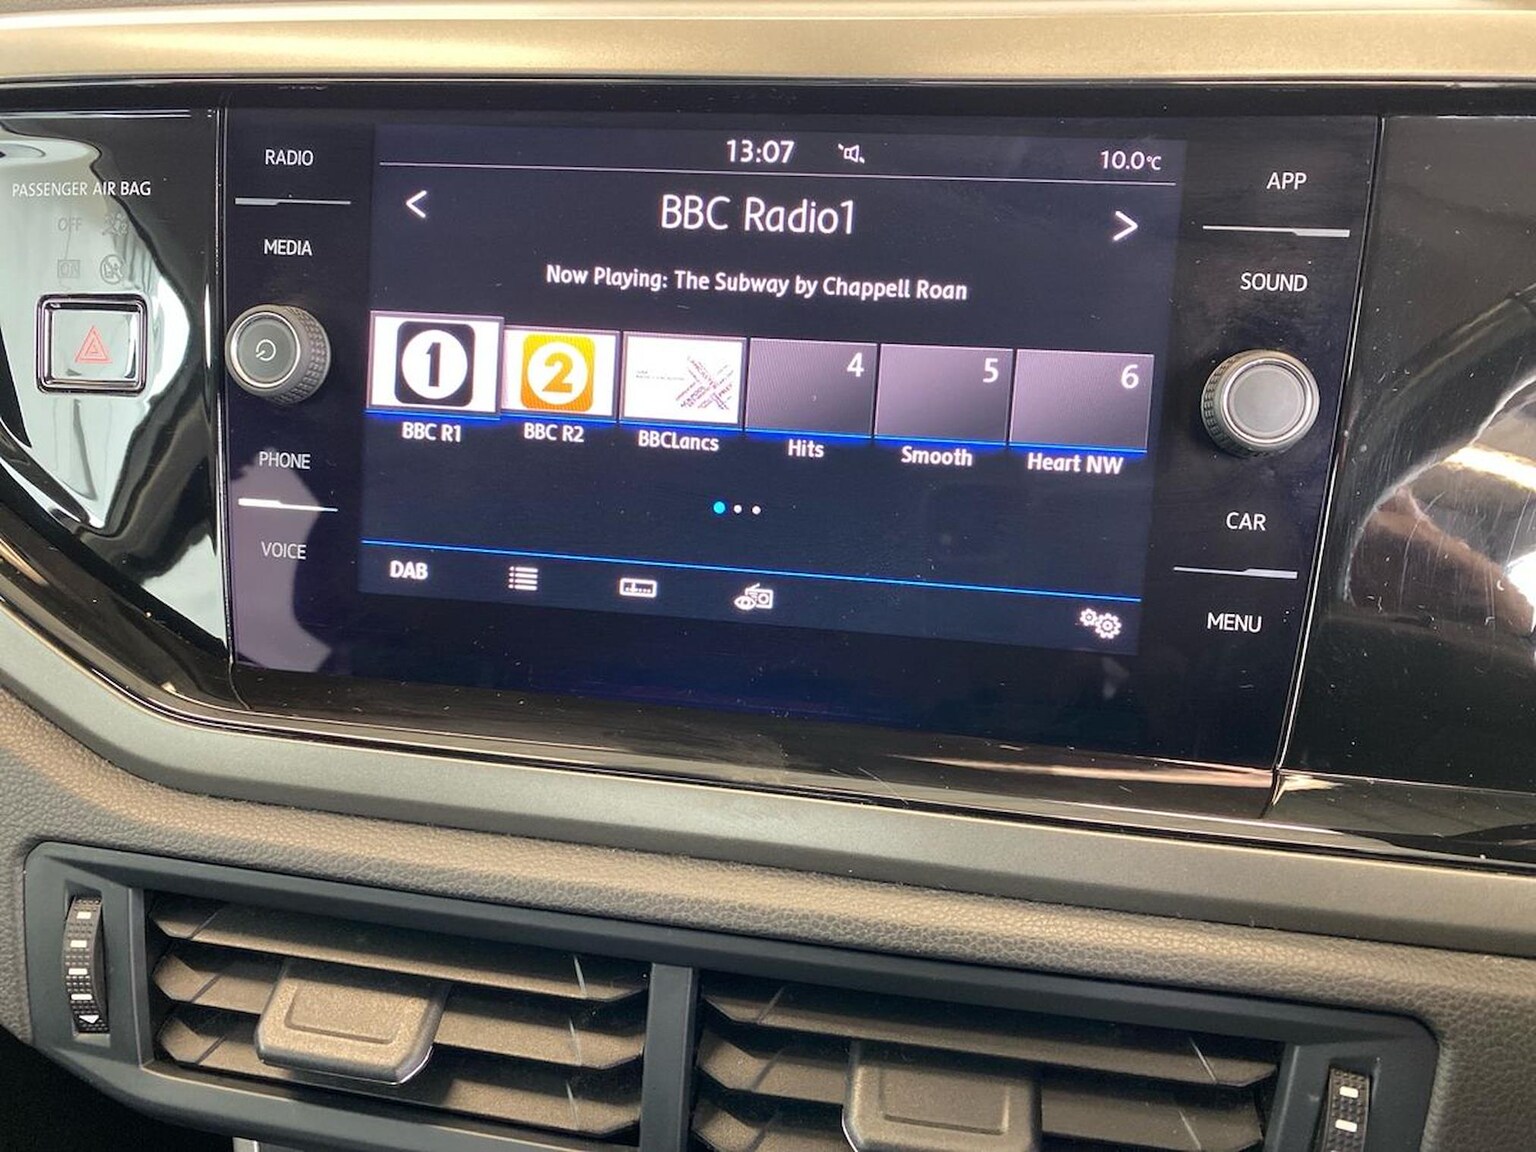 RADIO
MEDIA
PHONE
VOICE
PASSENGER AIR BAG
OFF
ON
13:07
10.0°C
BBC Radio1
Now Playing: The Subway by Chappell Roan
1
2
4
5
6
BBC R1
BBC R2
BBCLancs
Hits
Smooth
Heart NW
DAB
APP
SOUND
CAR
MENU